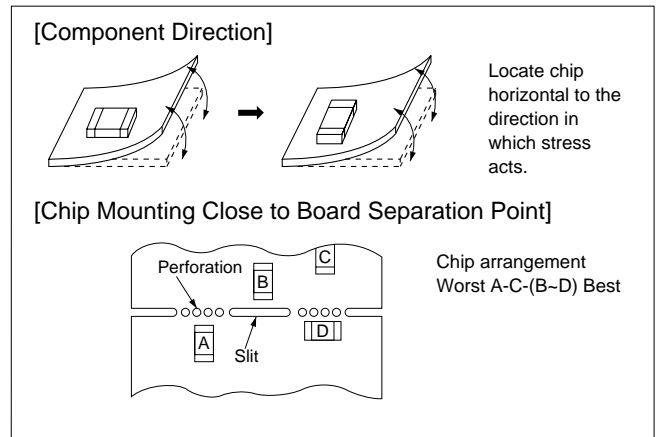 [Component Direction]
Locate chip
horizontal to the
direction in
which stress
acts.
[Chip Mounting Close to Board Separation Point]
Perforation
C
B
A
D
Slit
Chip arrangement
Worst A-C-(B~D) Best